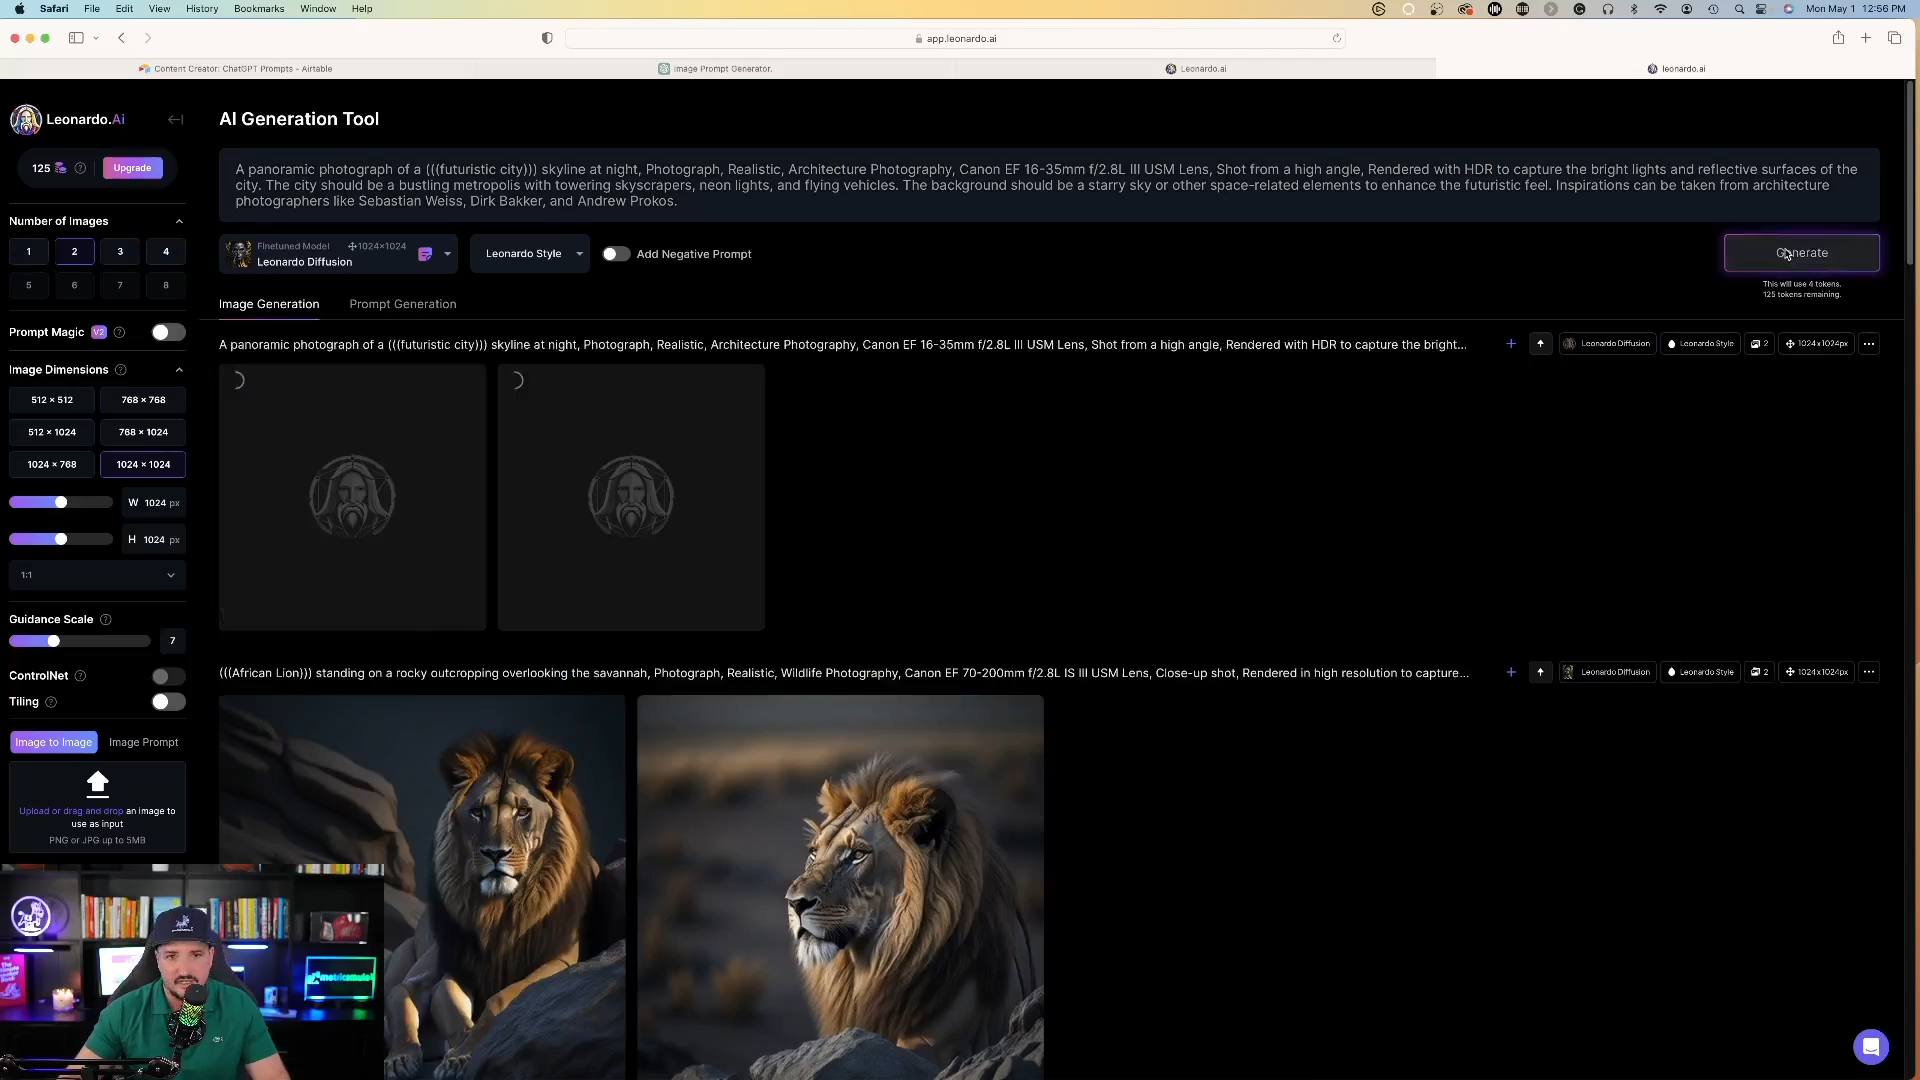 Safari File Edit View History Bookmarks Window Help
Mon May 1 12:56 PM
app.leonardo.ai
Content Creator: ChatGPT Prompts - Airtable
Image Prompt Generator.
Leonardo.ai
leonardo.ai
Leonardo.Ai
125
Upgrade
Number of Images
1 2 3 4
5 6 7 8
Prompt Magic V2
Image Dimensions
512 × 512
768 × 768
512 × 1024
768 × 1024
1024 × 768
1024 × 1024
W 1024 px
H 1024 px
1:1
Guidance Scale
7
ControlNet
Tiling
Image to Image
Image Prompt
Upload or drag and drop an image to
use as input
PNG or JPG up to 5MB
AI Generation Tool
A panoramic photograph of a (((futuristic city))) skyline at night, Photograph, Realistic, Architecture Photography, Canon EF 16-35mm f/2.8L III USM Lens, Shot from a high angle, Rendered with HDR to capture the bright lights and reflective surfaces of the
city. The city should be a bustling metropolis with towering skyscrapers, neon lights, and flying vehicles. The background should be a starry sky or other space-related elements to enhance the futuristic feel. Inspirations can be taken from architecture
photographers like Sebastian Weiss, Dirk Bakker, and Andrew Prokos.
Finetuned Model
1024×1024
Leonardo Diffusion
Leonardo Style
Add Negative Prompt
Generate
This will use 4 tokens.
125 tokens remaining.
Image Generation
Prompt Generation
A panoramic photograph of a (((futuristic city))) skyline at night, Photograph, Realistic, Architecture Photography, Canon EF 16-35mm f/2.8L III USM Lens, Shot from a high angle, Rendered with HDR to capture the bright...
Leonardo Diffusion
Leonardo Style
2
1024x1024px
(((African Lion))) standing on a rocky outcropping overlooking the savannah, Photograph, Realistic, Wildlife Photography, Canon EF 70-200mm f/2.8L IS III USM Lens, Close-up shot, Rendered in high resolution to capture...
Leonardo Diffusion
Leonardo Style
2
1024x1024px